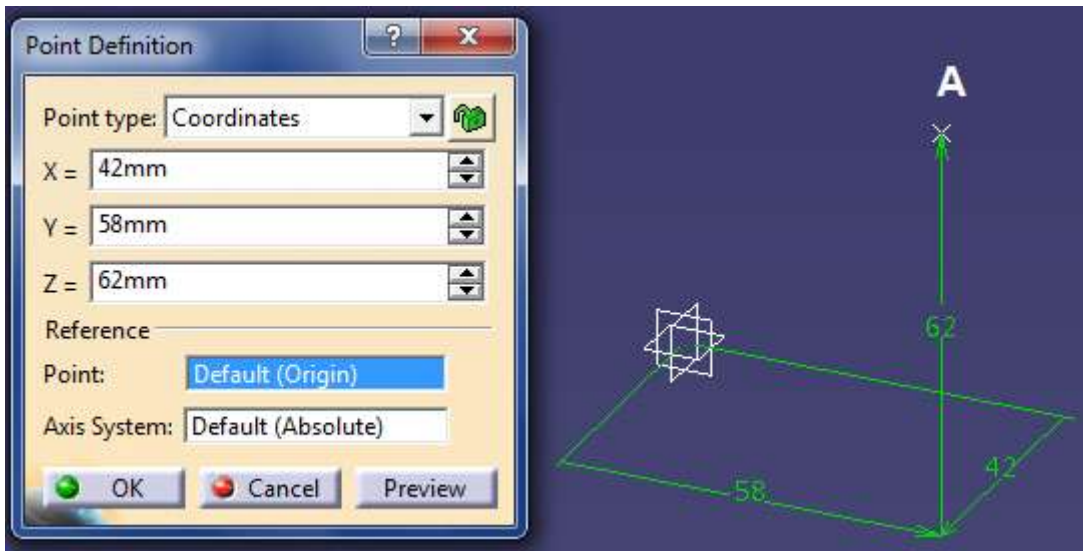 Point Definition
?
Point type: Coordinates
X = 42mm
Y = 58mm
Z = 62mm
Reference
Point: Default (Origin)
Axis System: Default (Absolute)
OK Cancel Preview
A
62
42
58